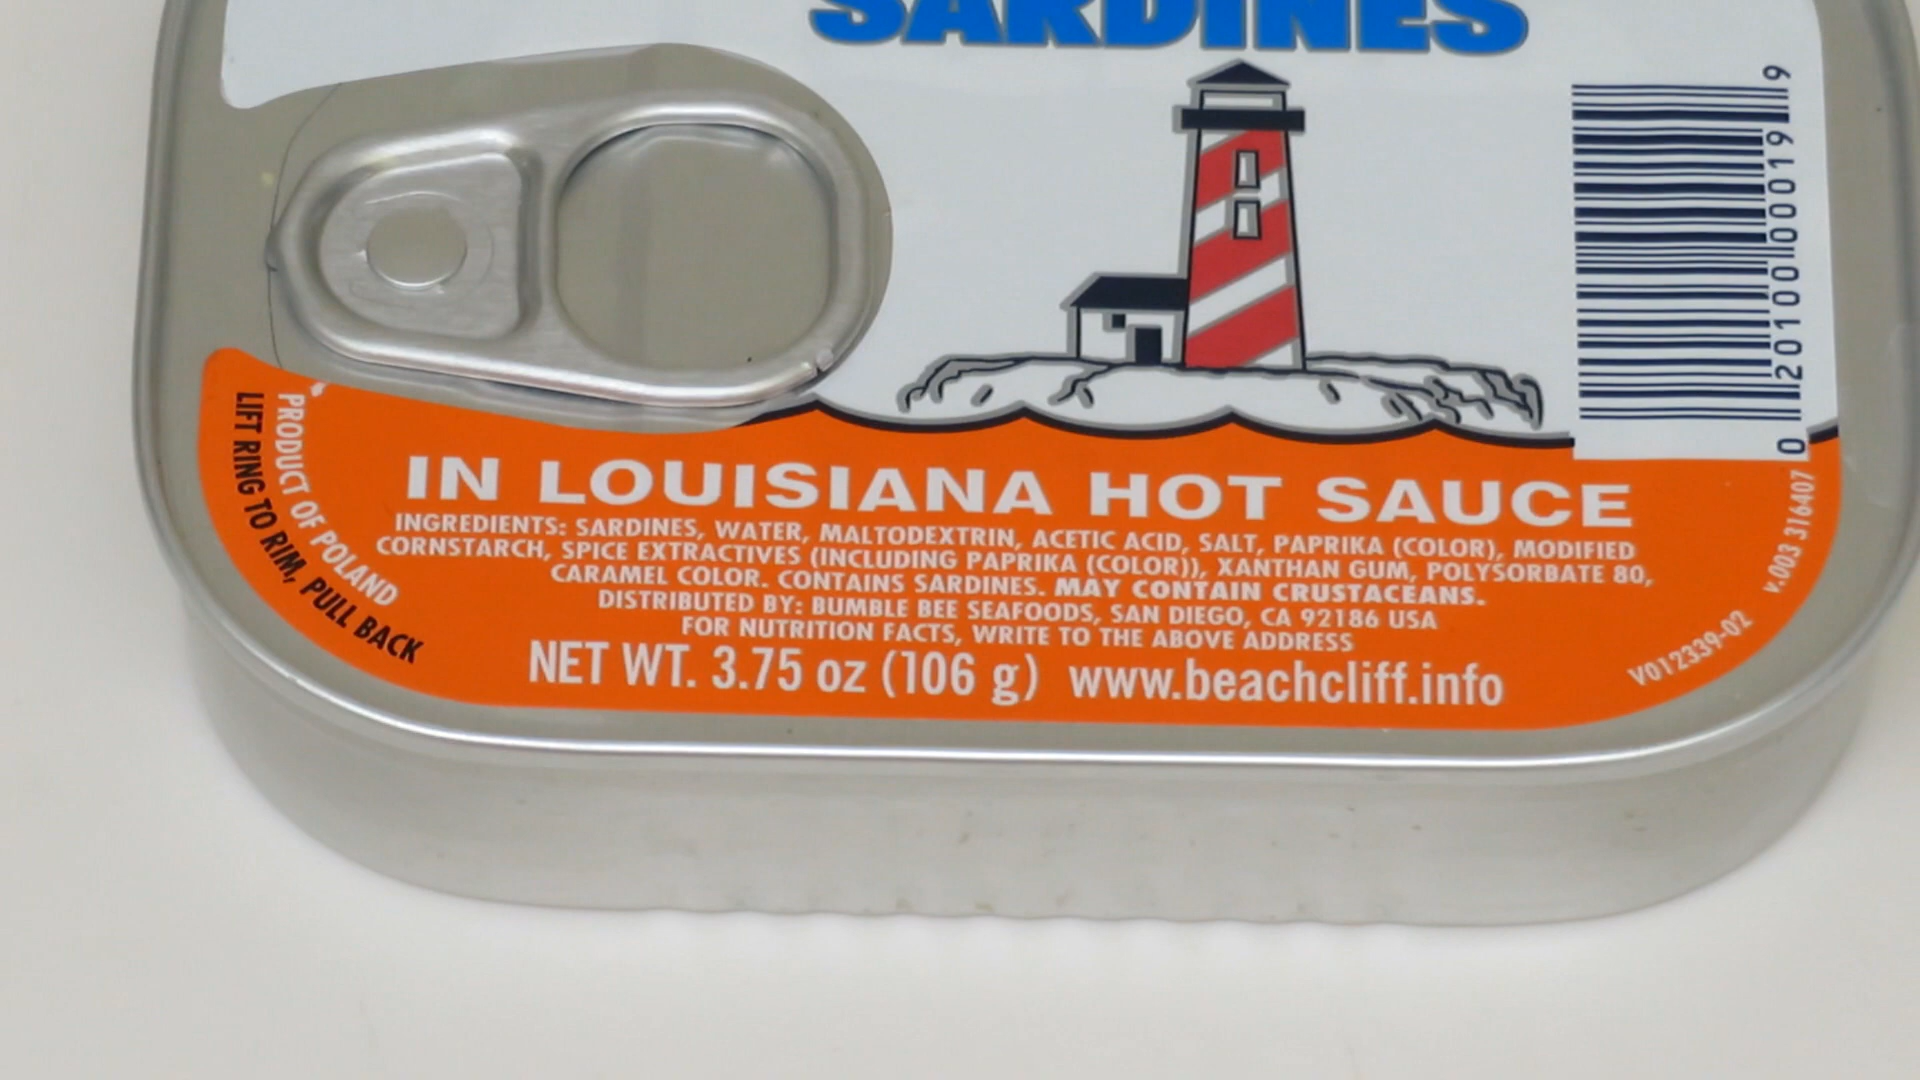 SARDINES
IN LOUISIANA HOT SAUCE
INGREDIENTS: SARDINES, WATER, MALTODEXTRIN, ACETIC ACID, SALT, PAPRIKA (COLOR), MODIFIED
CORNSTARCH, SPICE EXTRACTIVES (INCLUDING PAPRIKA (COLOR)), XANTHAN GUM, POLYSORBATE 80,
CARAMEL COLOR. CONTAINS SARDINES. MAY CONTAIN CRUSTACEANS.
DISTRIBUTED BY: BUMBLE BEE SEAFOODS, SAN DIEGO, CA 92186 USA
FOR NUTRITION FACTS, WRITE TO THE ABOVE ADDRESS
NET WT. 3.75 oz (106 g) www.beachcliff.info
PRODUCT OF POLAND
LIFT RING TO RIM, PULL BACK
0 20100 00019 9
v.003 316407
V012339-02